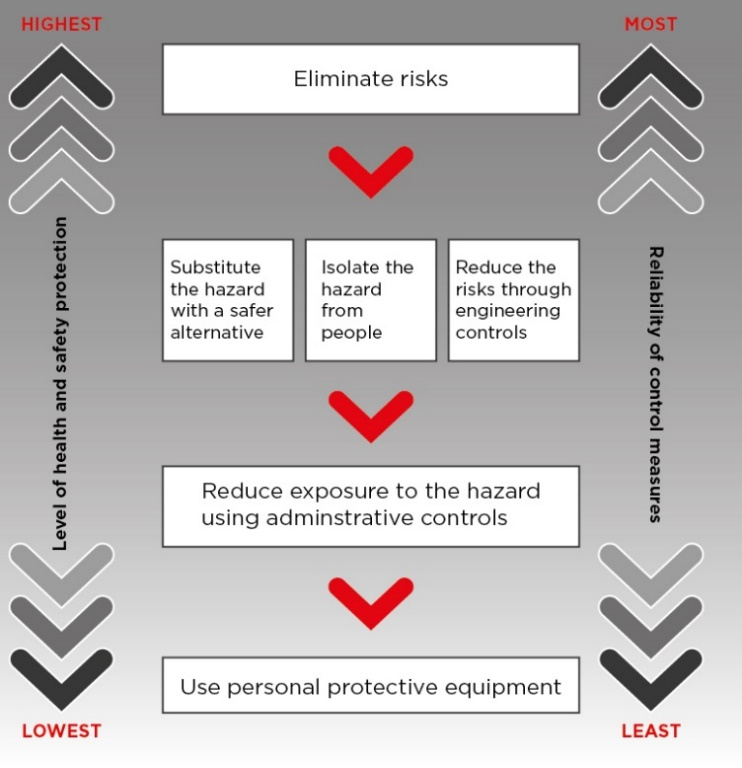 HIGHEST
MOST
Eliminate risks
Substitute
the hazard
with a safer
alternative
Isolate the
hazard
from
people
Reduce the
risks through
engineering
controls
Level of health and safety protection
Reliability of control measures
Reduce exposure to the hazard
using adminstrative controls
Use personal protective equipment
LOWEST
LEAST